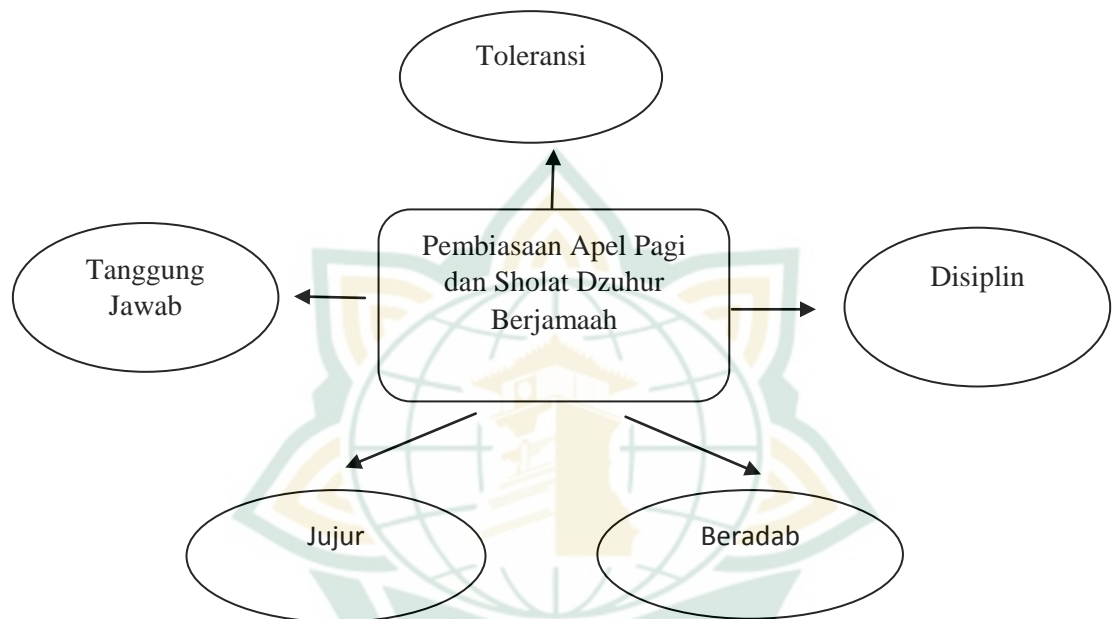 Toleransi
Pembiasaan Apel Pagi
dan Sholat Dzuhur
Berjamaah
Tanggung
Jawab
Disiplin
Jujur
Beradab